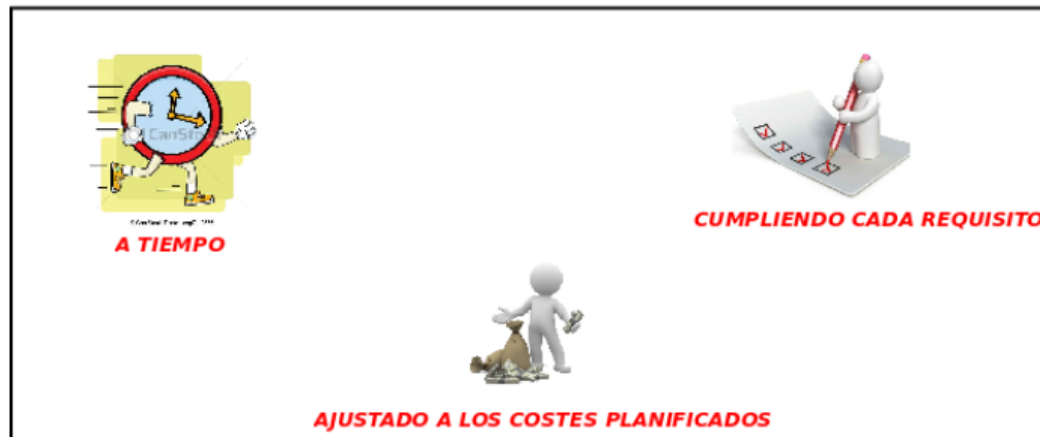 A TIEMPO
CUMPLIENDO CADA REQUISITO
AJUSTADO A LOS COSTES PLANIFICADOS